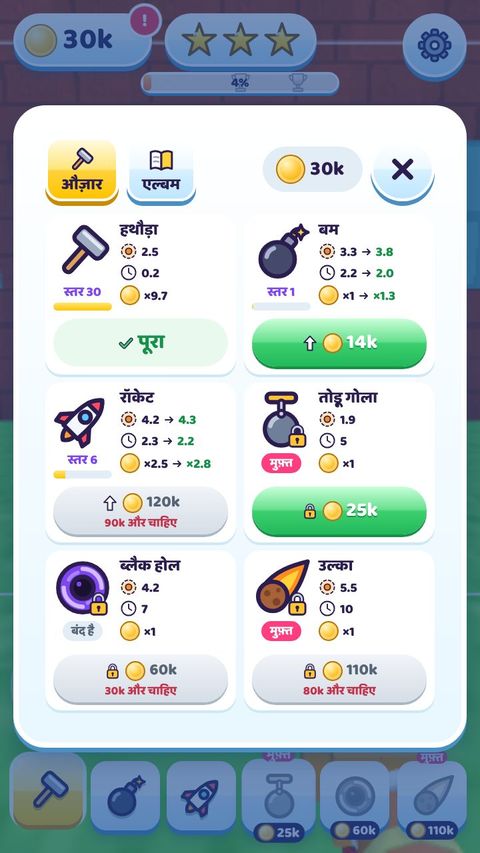 30k
!
4%
औज़ार
एल्बम
30k
हथौड़ा
2.5
0.2
×9.7
स्तर 30
पूरा
बम
3.3 → 3.8
2.2 → 2.0
×1 → ×1.3
स्तर 1
14k
रॉकेट
4.2 → 4.3
2.3 → 2.2
×2.5 → ×2.8
स्तर 6
120k
90k और चाहिए
तोड़ू गोला
1.9
5
×1
मुफ़्त
25k
ब्लैक होल
4.2
7
×1
बंद है
60k
30k और चाहिए
उल्का
5.5
10
×1
मुफ़्त
110k
80k और चाहिए
मुफ़्त
मुफ़्त
25k
60k
110k